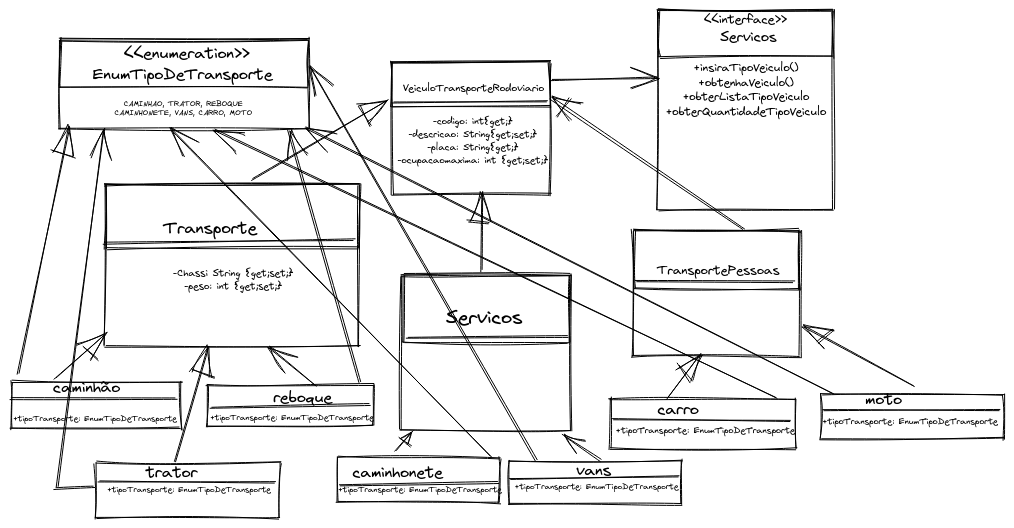 <<enumeration>>
EnumTipoDeTransporte
CAMINHAO, TRATOR, REBOQUE
CAMINHONETE, VANS, CARRO, MOTO
VeiculoTransporteRodoviario
-codigo: int{get;}
-descricao: String{get;set;}
-placa: String{get;}
-ocupacaomaxima: int {get;set;}
<<interface>>
Servicos
+insiraTipoVeiculo()
+obtenhaVeiculo()
+obterListaTipoVeiculo
+obterQuantidadeTipoVeiculo
Transporte
-Chassi: String {get;set;}
-peso: int {get;set;}
Servicos
TransportePessoas
caminhão
+tipoTransporte: EnumTipoDeTransporte
reboque
+tipoTransporte: EnumTipoDeTransporte
carro
+tipoTransporte: EnumTipoDeTransporte
moto
+tipoTransporte: EnumTipoDeTransporte
trator
+tipoTransporte: EnumTipoDeTransporte
caminhonete
+tipoTransporte: EnumTipoDeTransporte
vans
+tipoTransporte: EnumTipoDeTransporte